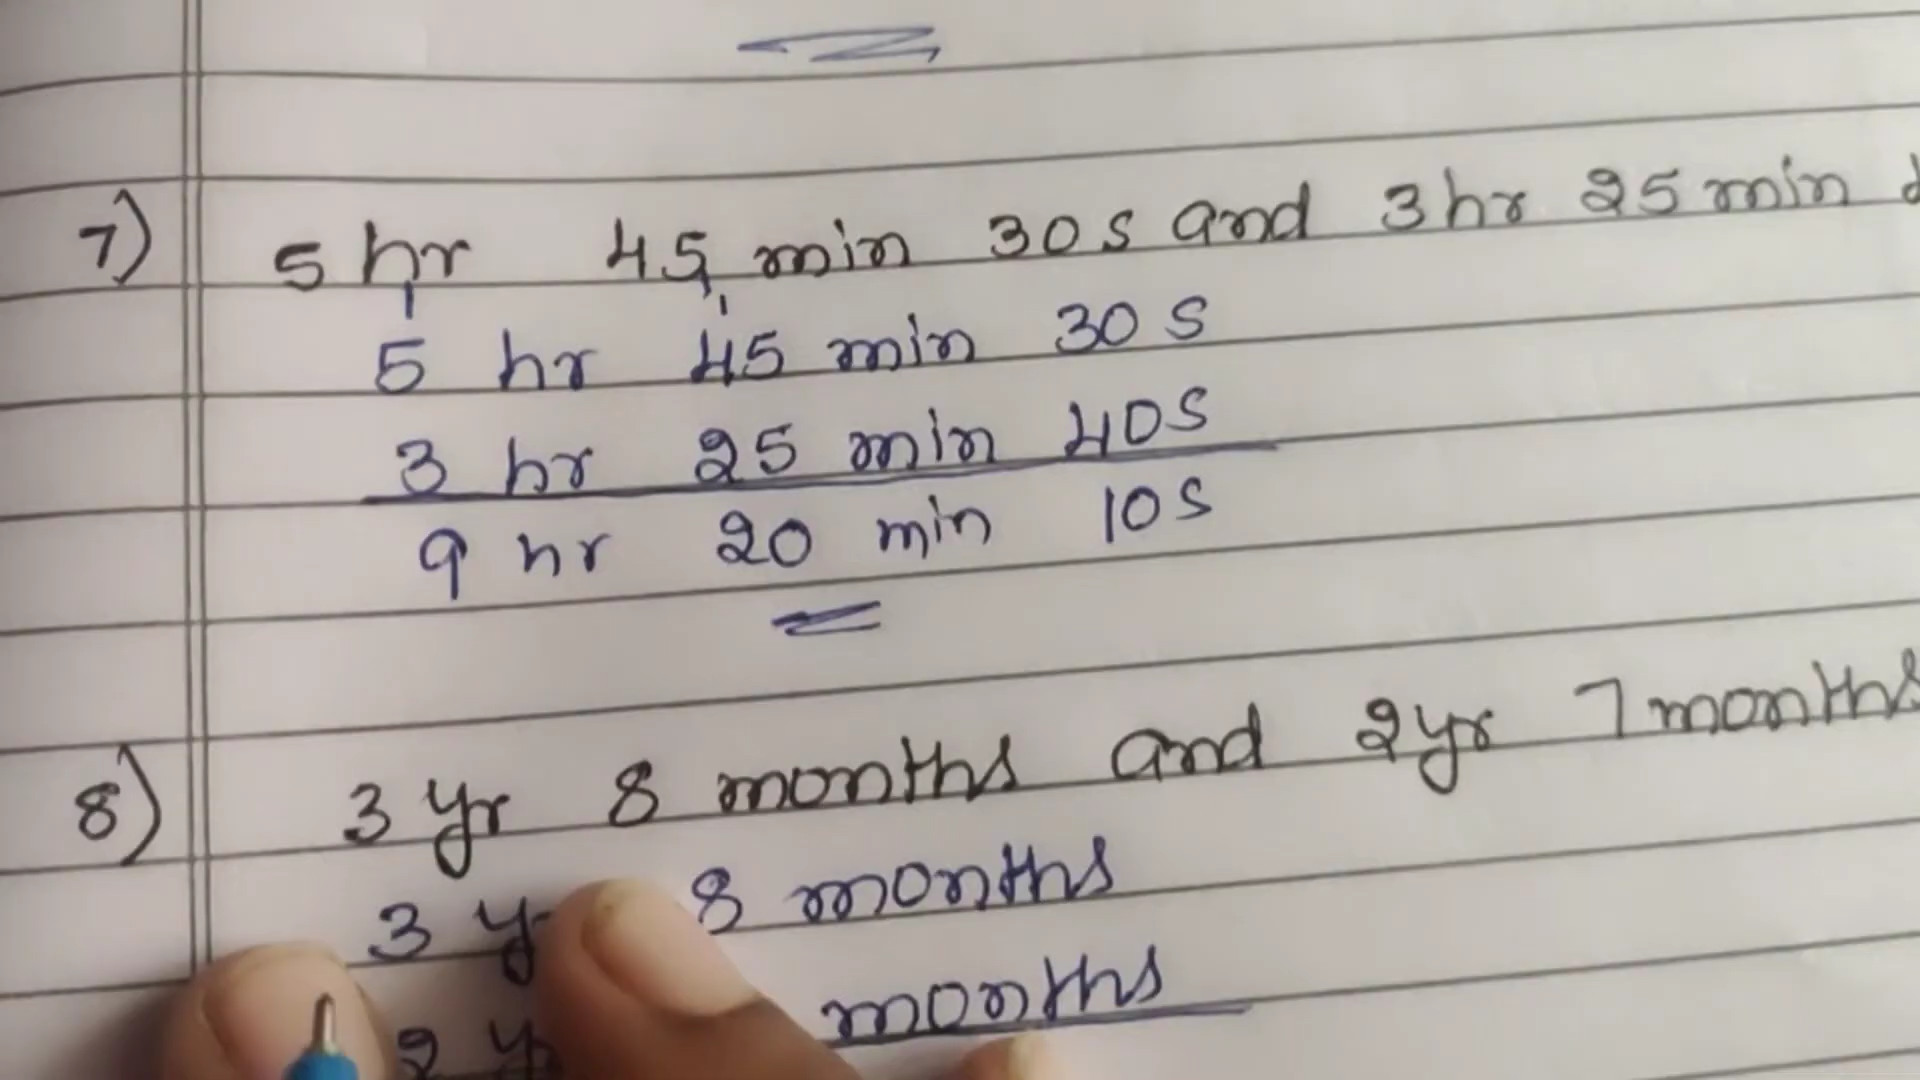 7) 5 hr 45 min 30 s and 3 hr 25 min
5 hr 45 min 30 s
3 hr 25 min 40 s
9 hr 20 min 10 s
8) 3 yr 8 months and 2 yr 7 months
3 8 months
2 months